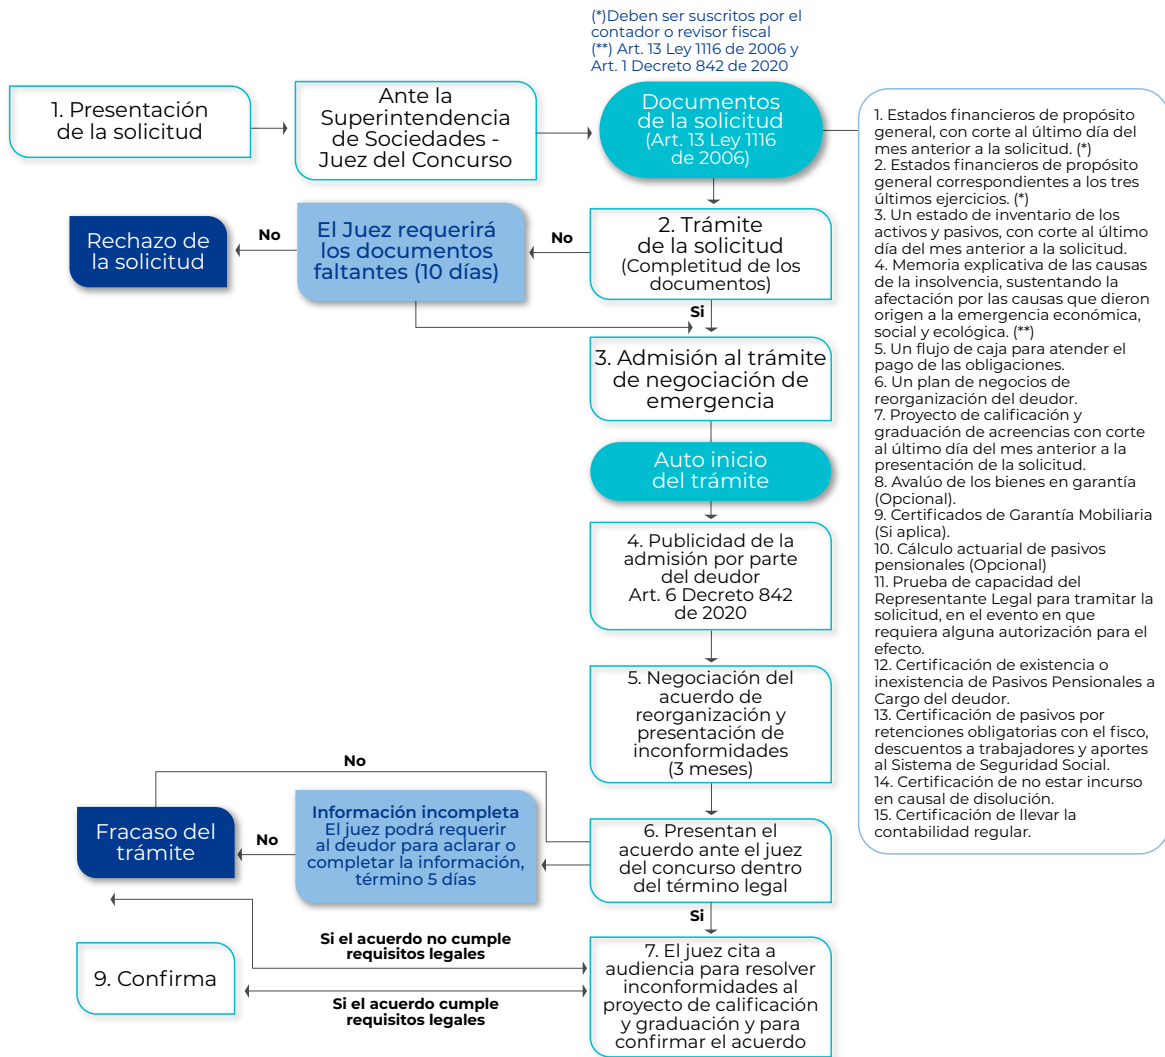 (*)Deben ser suscritos por el
contador o revisor fiscal
(**) Art. 13 Ley 1116 de 2006 y
Art. 1 Decreto 842 de 2020
1. Presentación
de la solicitud
Ante la
Superintendencia
de Sociedades -
Juez del Concurso
Documentos
de la solicitud
(Art. 13 Ley 1116
de 2006)
1. Estados financieros de propósito
general, con corte al último día del
mes anterior a la solicitud. (*)
2. Estados financieros de propósito
general correspondientes a los tres
últimos ejercicios. (*)
3. Un estado de inventario de los
activos y pasivos, con corte al último
día del mes anterior a la solicitud.
4. Memoria explicativa de las causas
de la insolvencia, sustentando la
afectación por las causas que dieron
origen a la emergencia económica,
social y ecológica. (**)
5. Un flujo de caja para atender el
pago de las obligaciones.
6. Un plan de negocios de
reorganización del deudor.
7. Proyecto de calificación y
graduación de acreencias con corte
al último día del mes anterior a la
presentación de la solicitud.
8. Avalúo de los bienes en garantía
(Opcional).
9. Certificados de Garantía Mobiliaria
(Si aplica).
10. Cálculo actuarial de pasivos
pensionales (Opcional)
11. Prueba de capacidad del
Representante Legal para tramitar la
solicitud, en el evento en que
requiera alguna autorización para el
efecto.
12. Certificación de existencia o
inexistencia de Pasivos Pensionales a
Cargo del deudor.
13. Certificación de pasivos por
retenciones obligatorias con el fisco,
descuentos a trabajadores y aportes
al Sistema de Seguridad Social.
14. Certificación de no estar incurso
en causal de disolución.
15. Certificación de llevar la
contabilidad regular.
Rechazo de
la solicitud
No
El Juez requerirá
los documentos
faltantes (10 días)
No
2. Trámite
de la solicitud
(Completitud de los
documentos)
Si
3. Admisión al trámite
de negociación de
emergencia
Auto inicio
del trámite
4. Publicidad de la
admisión por parte
del deudor
Art. 6 Decreto 842
de 2020
5. Negociación del
acuerdo de
reorganización y
presentación de
inconformidades
(3 meses)
No
Fracaso del
trámite
No
Información incompleta
El juez podrá requerir
al deudor para aclarar o
completar la información,
término 5 días
6. Presentan el
acuerdo ante el juez
del concurso dentro
del término legal
Si
Si el acuerdo no cumple
requisitos legales
9. Confirma
Si el acuerdo cumple
requisitos legales
7. El juez cita a
audiencia para resolver
inconformidades al
proyecto de calificación
y graduación y para
confirmar el acuerdo